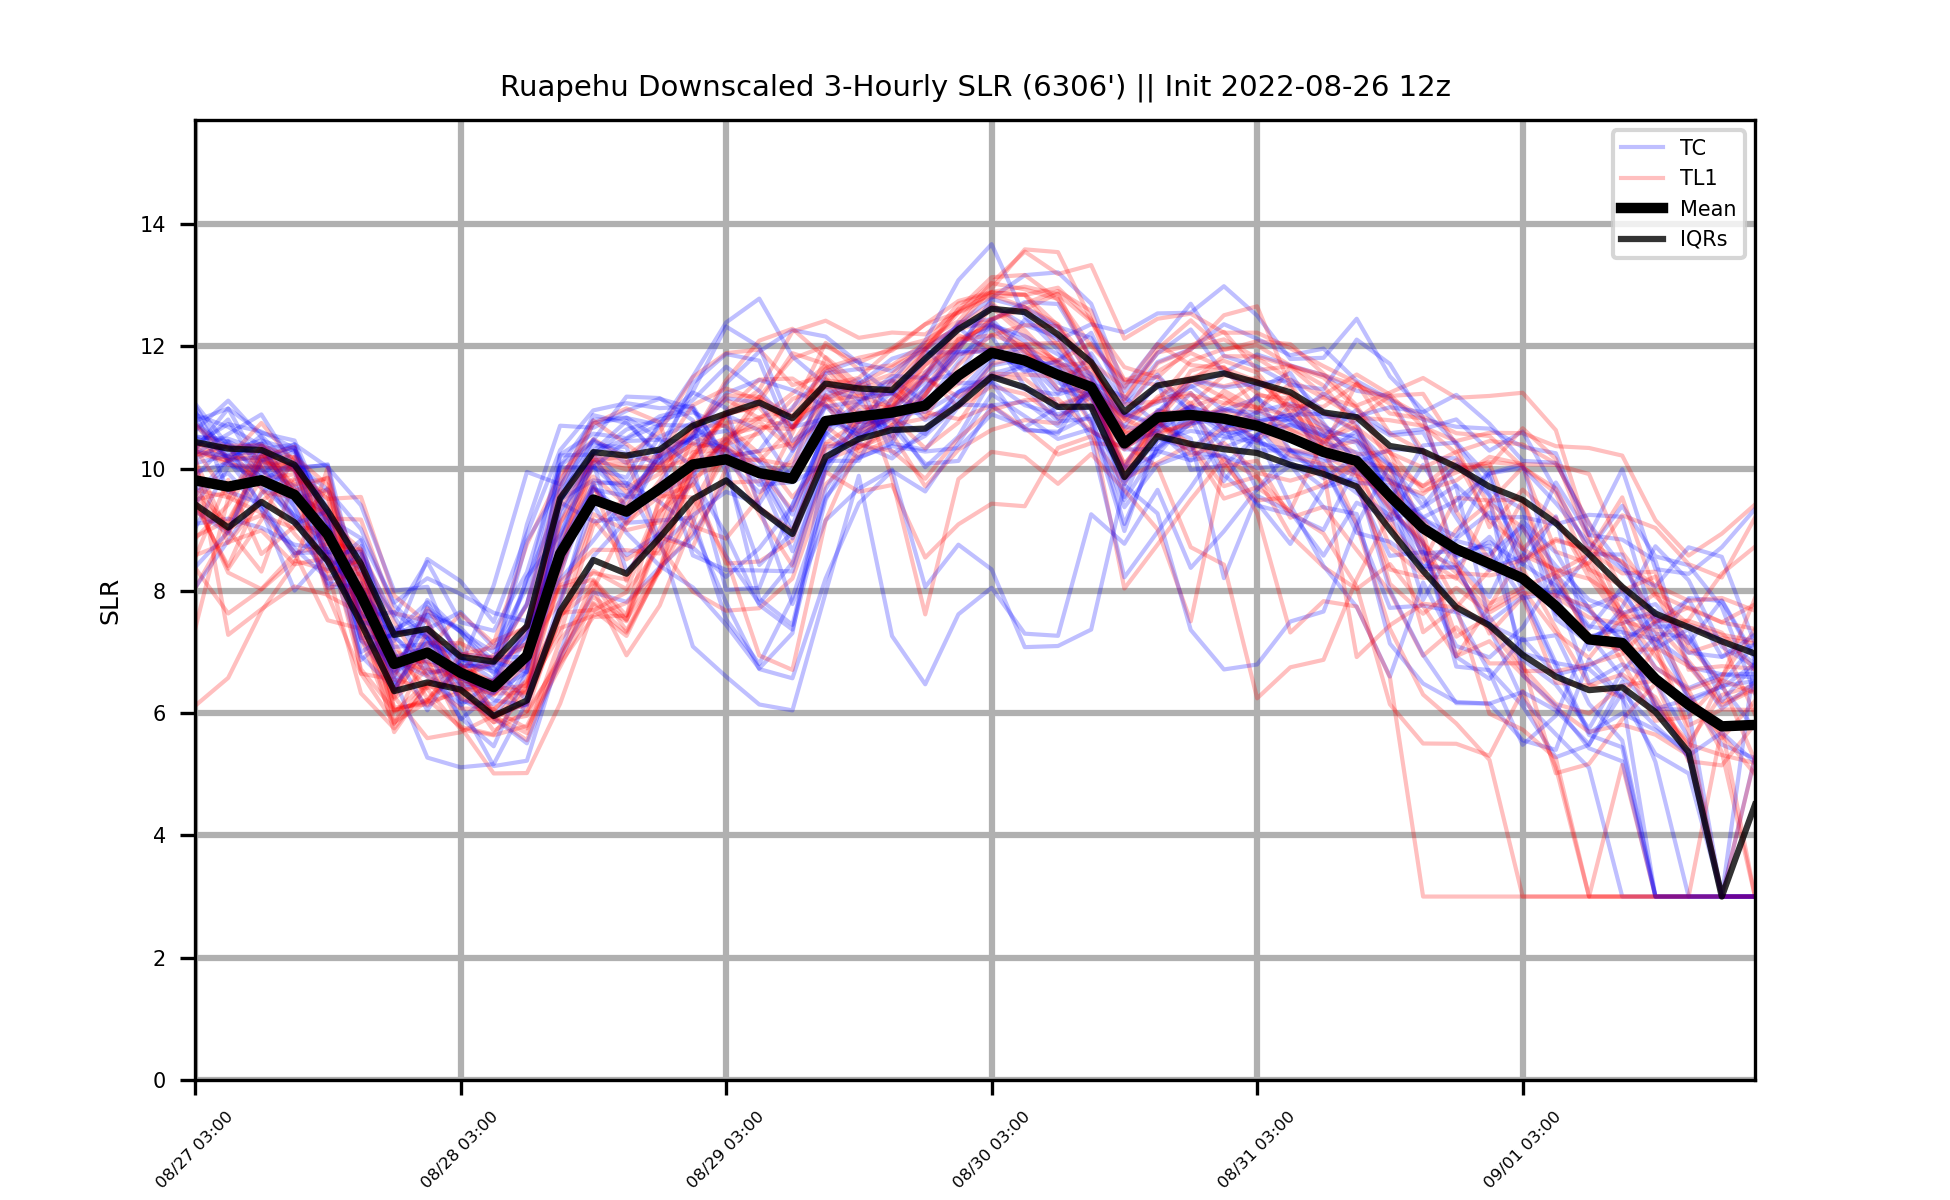 Ruapehu Downscaled 3-Hourly SLR (6306') || Init 2022-08-26 12z
TC
TL1
Mean
IQRs
SLR
14
12
10
8
6
4
2
0
08/27 03:00
08/28 03:00
08/29 03:00
08/30 03:00
08/31 03:00
09/01 03:00